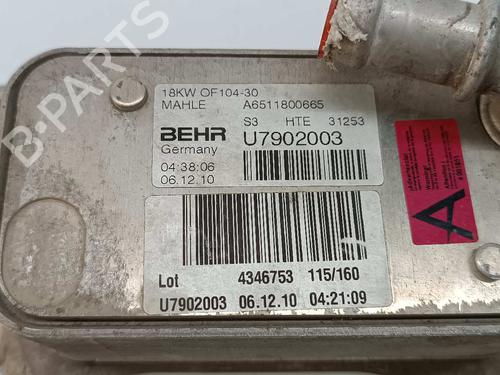 18KW OF104-30
MAHLE A6511800665
S3 HTE 31253
BEHR U7902003
Germany
04:38:06
06.12.10
Lot 4346753 115/160
U7902003 06.12.10 04:21:09
A
Warning!